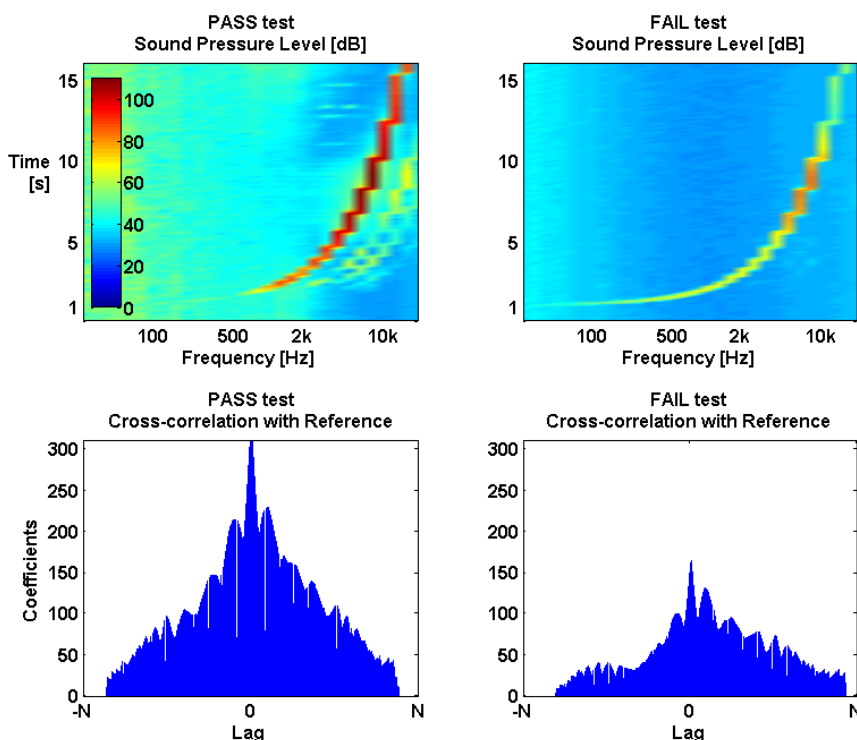 PASS test
Sound Pressure Level [dB]
FAIL test
Sound Pressure Level [dB]
Time
[s]
15
10
5
1
100
80
60
40
20
0
100 500 2k 10k
Frequency [Hz]
15
10
5
1
100 500 2k 10k
Frequency [Hz]
PASS test
Cross-correlation with Reference
FAIL test
Cross-correlation with Reference
Coefficients
300
250
200
150
100
50
0
-N 0 N
Lag
300
250
200
150
100
50
0
-N 0 N
Lag